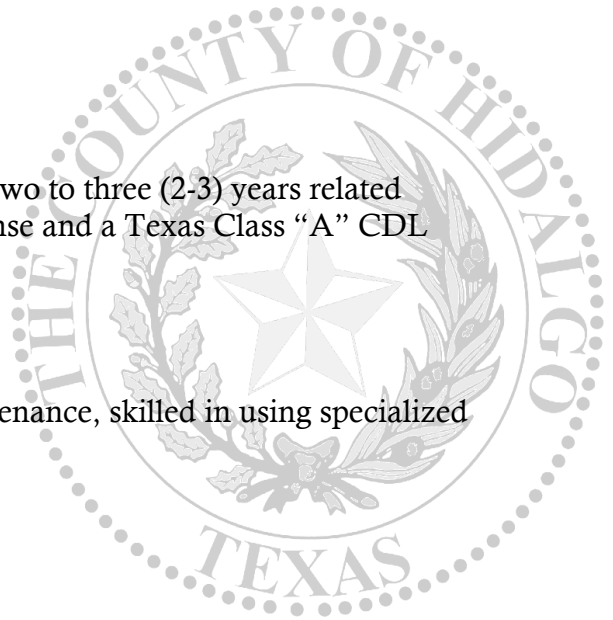 THE COUNTY OF HIDALGO
wo to three (2-3) years related
nse and a Texas Class “A” CDL
enance, skilled in using specialized
TEXAS